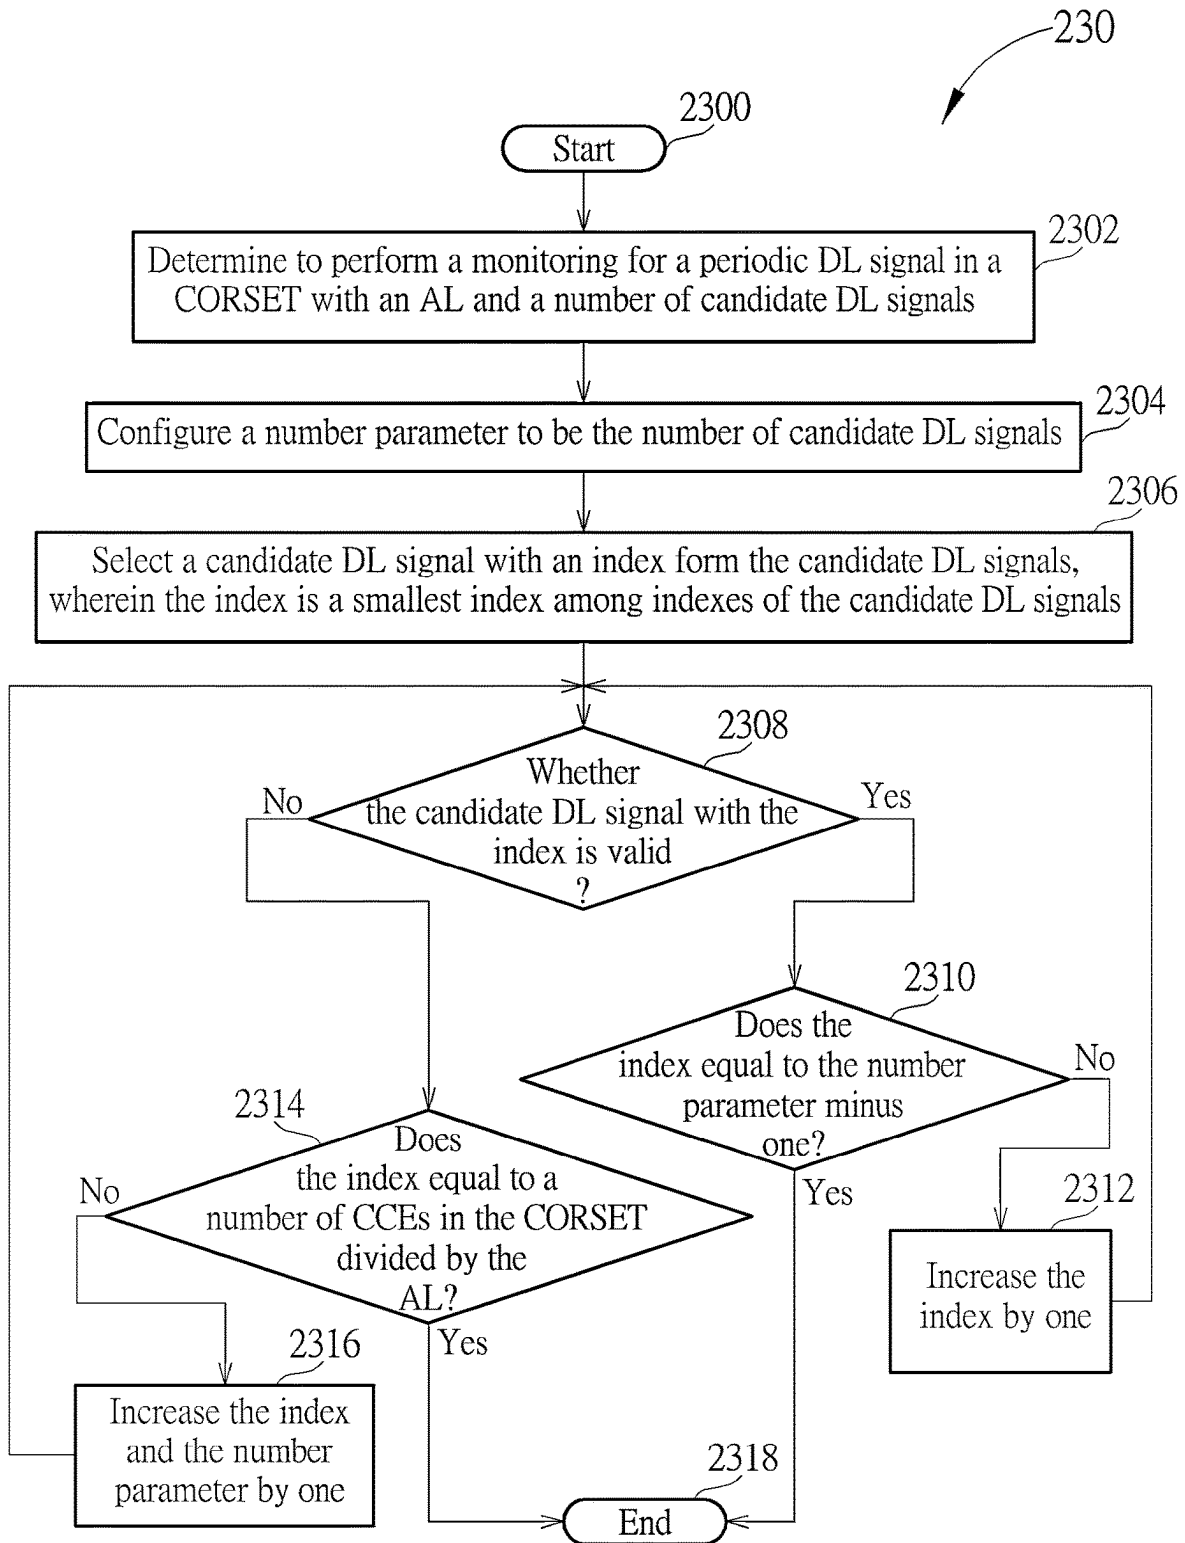 230
2300
Start
2302
Determine to perform a monitoring for a periodic DL signal in a
CORSET with an AL and a number of candidate DL signals
2304
Configure a number parameter to be the number of candidate DL signals
2306
Select a candidate DL signal with an index form the candidate DL signals,
wherein the index is a smallest index among indexes of the candidate DL signals
2308
Whether
the candidate DL signal with the
index is valid
?
No
Yes
2310
Does the
index equal to the number
parameter minus
one?
No
Yes
2312
Increase the
index by one
2314
Does
the index equal to a
number of CCEs in the CORSET
divided by the
AL?
No
Yes
2316
Increase the index
and the number
parameter by one
2318
End